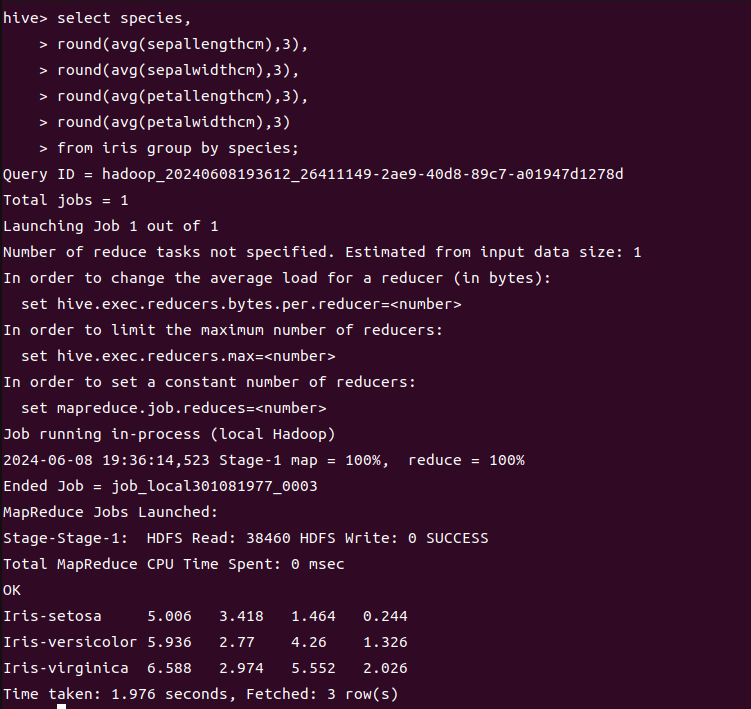 hive> select species,
    > round(avg(sepallengthcm),3),
    > round(avg(sepalwidthcm),3),
    > round(avg(petallengthcm),3),
    > round(avg(petalwidthcm),3)
    > from iris group by species;
Query ID = hadoop_20240608193612_26411149-2ae9-40d8-89c7-a01947d1278d
Total jobs = 1
Launching Job 1 out of 1
Number of reduce tasks not specified. Estimated from input data size: 1
In order to change the average load for a reducer (in bytes):
  set hive.exec.reducers.bytes.per.reducer=<number>
In order to limit the maximum number of reducers:
  set hive.exec.reducers.max=<number>
In order to set a constant number of reducers:
  set mapreduce.job.reduces=<number>
Job running in-process (local Hadoop)
2024-06-08 19:36:14,523 Stage-1 map = 100%,  reduce = 100%
Ended Job = job_local301081977_0003
MapReduce Jobs Launched:
Stage-Stage-1:  HDFS Read: 38460 HDFS Write: 0 SUCCESS
Total MapReduce CPU Time Spent: 0 msec
OK
Iris-setosa     5.006   3.418   1.464   0.244
Iris-versicolor 5.936   2.77    4.26    1.326
Iris-virginica  6.588   2.974   5.552   2.026
Time taken: 1.976 seconds, Fetched: 3 row(s)